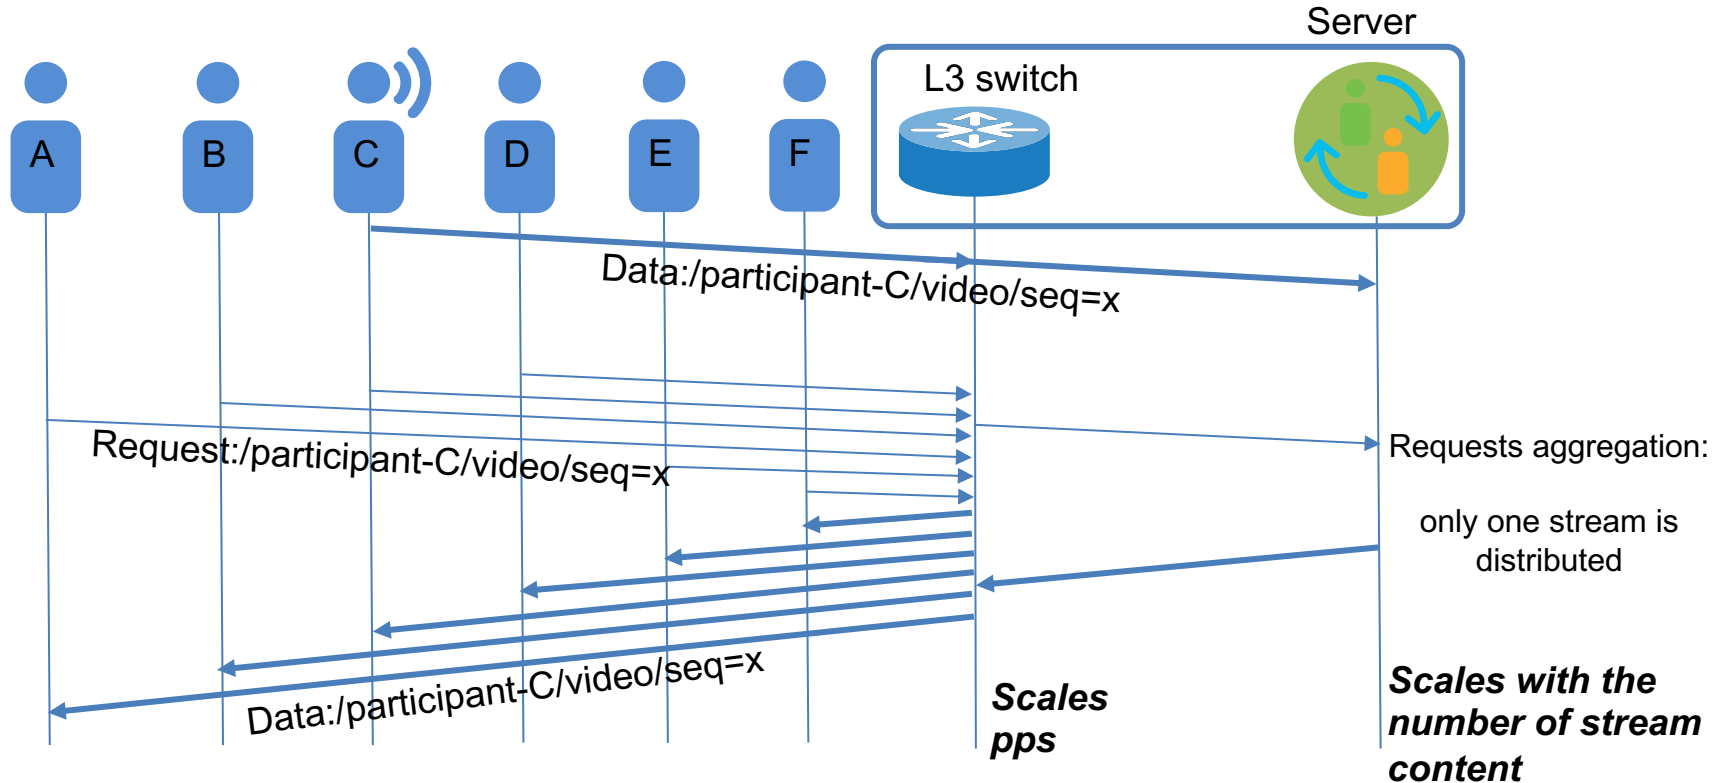 Server
L3 switch
A
B
C
D
E
F
Data:/participant-C/video/seq=x
Request:/participant-C/video/seq=x
Requests aggregation:
only one stream is
distributed
Data:/participant-C/video/seq=x
Scales
pps
Scales with the
number of stream
content